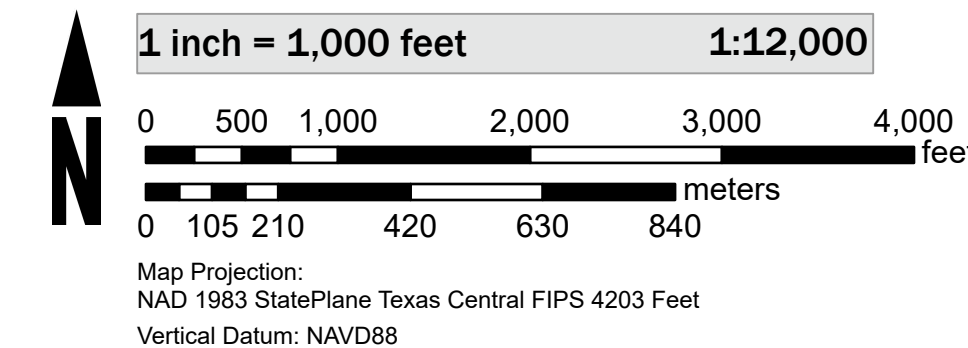 1 inch = 1,000 feet 1:12,000
0 500 1,000 2,000 3,000 4,000
feet
N
meters
0 105 210 420 630 840
Map Projection:
NAD 1983 StatePlane Texas Central FIPS 4203 Feet
Vertical Datum: NAVD88